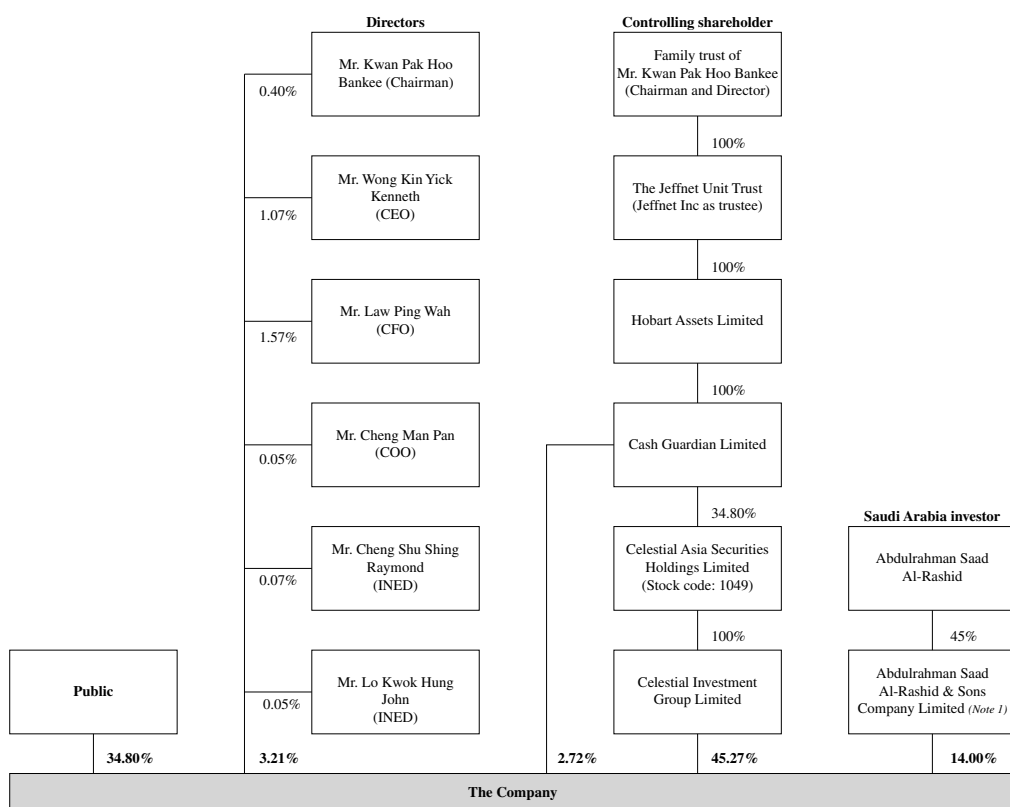 Directors
Mr. Kwan Pak Hoo
Bankee (Chairman)
0.40%
Mr. Wong Kin Yick
Kenneth
(CEO)
1.07%
Mr. Law Ping Wah
(CFO)
1.57%
Mr. Cheng Man Pan
(COO)
0.05%
Mr. Cheng Shu Shing
Raymond
(INED)
0.07%
Mr. Lo Kwok Hung
John
(INED)
0.05%
Controlling shareholder
Family trust of
Mr. Kwan Pak Hoo Bankee
(Chairman and Director)
100%
The Jeffnet Unit Trust
(Jeffnet Inc as trustee)
100%
Hobart Assets Limited
100%
Cash Guardian Limited
34.80%
Celestial Asia Securities
Holdings Limited
(Stock code: 1049)
100%
Celestial Investment
Group Limited
Saudi Arabia investor
Abdulrahman Saad
Al-Rashid
45%
Abdulrahman Saad
Al-Rashid & Sons
Company Limited (Note 1)
Public
34.80%
3.21%
2.72%
45.27%
14.00%
The Company